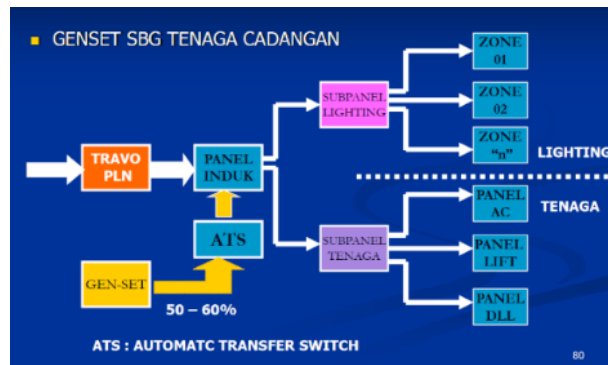 GENSET SBG TENAGA CADANGAN
ZONE
01
SUBPANEL
LIGHTING
ZONE
02
ZONE
"n"
LIGHTING
TRAVO
PLN
PANEL
INDUK
PANEL
AC
TENAGA
ATS
SUBPANEL
TENAGA
PANEL
LIFT
GEN-SET
50 – 60%
PANEL
DLL
ATS : AUTOMATC TRANSFER SWITCH
80